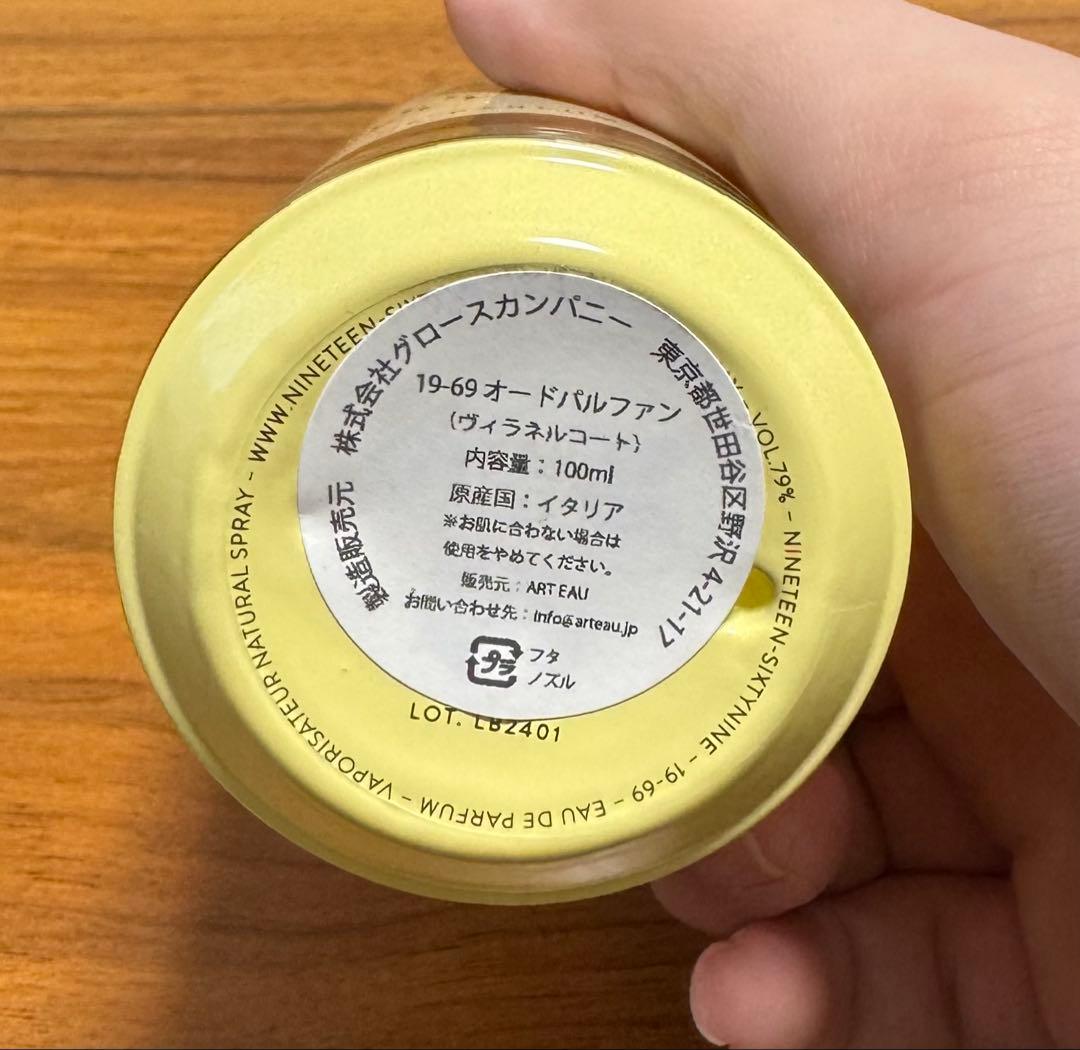 製造販売元 株式会社グロースカンパニー 東京都世田谷区野沢 4-21-17
19-69 オードパルファン
(ヴィラネルコート)
内容量：100ml
原産国：イタリア
※お肌に合わない場合は
使用をやめてください。
販売元：ART EAU
お問い合わせ先：info@arteau.jp
プラ
フタ
ノズル
LOT. LB2401
VOL.79% - NINETEEN-SIXTYNINE - 19-69 - EAU DE PARFUM - VAPORISATEUR NATURAL SPRAY - WWW.NINETEEN-